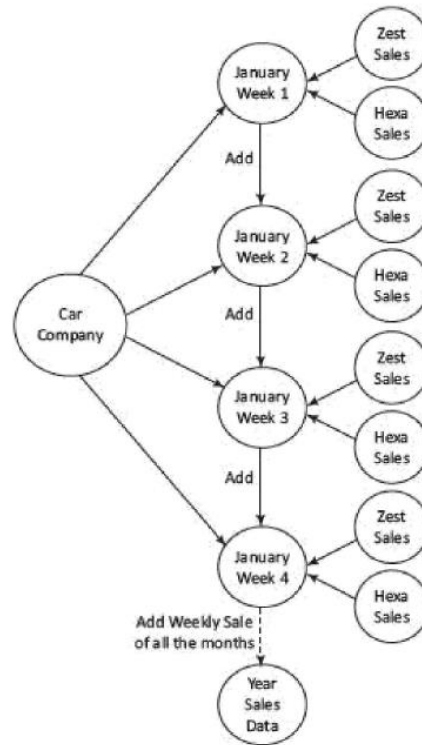 Zest
Sales
January
Week 1
Hexa
Sales
Add
Zest
Sales
January
Week 2
Hexa
Sales
Car
Company
Add
Zest
Sales
January
Week 3
Hexa
Sales
Add
Zest
Sales
January
Week 4
Hexa
Sales
Add Weekly Sale
of all the months
Year
Sales
Data